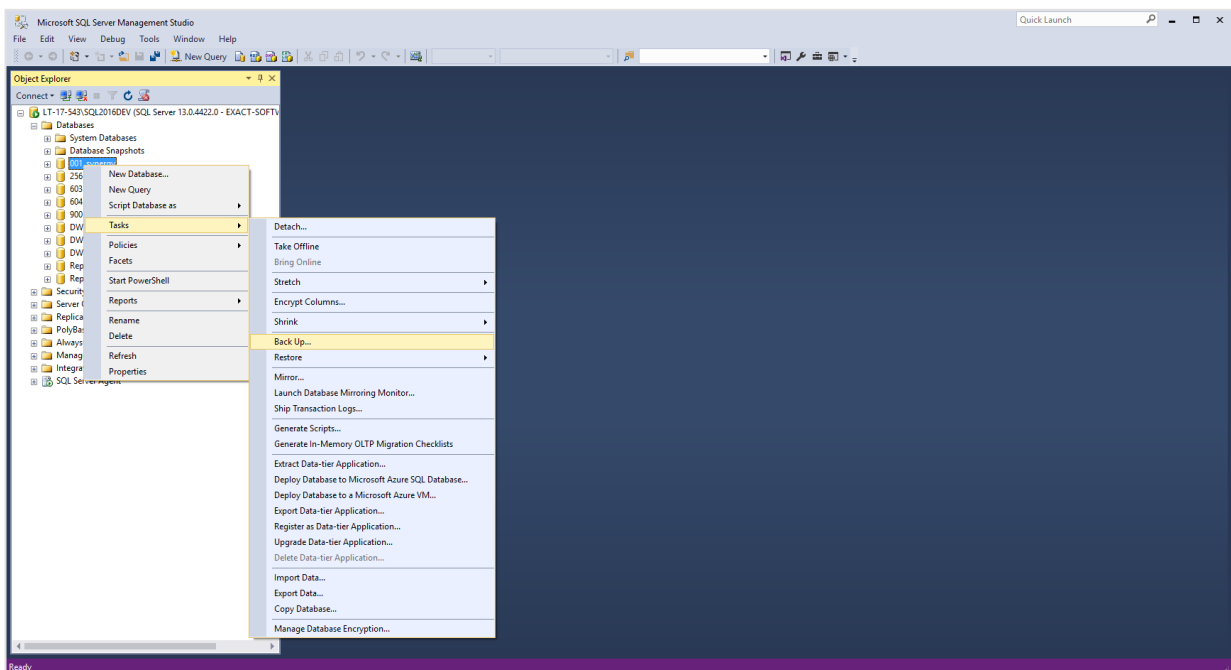 Microsoft SQL Server Management Studio
Quick Launch
File Edit View Debug Tools Window Help
New Query
Object Explorer
Connect
LT-17-543\SQL2016DEV (SQL Server 13.0.4422.0 - EXACT-SOFTW
Databases
System Databases
Database Snapshots
001_synergy
256
603
604
900
DW
DW
DW
Rep
Rep
Security
Server
Replica
PolyBas
Always
Manag
Integra
SQL Server Agent
New Database...
New Query
Script Database as
Tasks
Policies
Facets
Start PowerShell
Reports
Rename
Delete
Refresh
Properties
Detach...
Take Offline
Bring Online
Stretch
Encrypt Columns...
Shrink
Back Up...
Restore
Mirror...
Launch Database Mirroring Monitor...
Ship Transaction Logs...
Generate Scripts...
Generate In-Memory OLTP Migration Checklists
Extract Data-tier Application...
Deploy Database to Microsoft Azure SQL Database...
Deploy Database to a Microsoft Azure VM...
Export Data-tier Application...
Register as Data-tier Application...
Upgrade Data-tier Application...
Delete Data-tier Application...
Import Data...
Export Data...
Copy Database...
Manage Database Encryption...
Ready